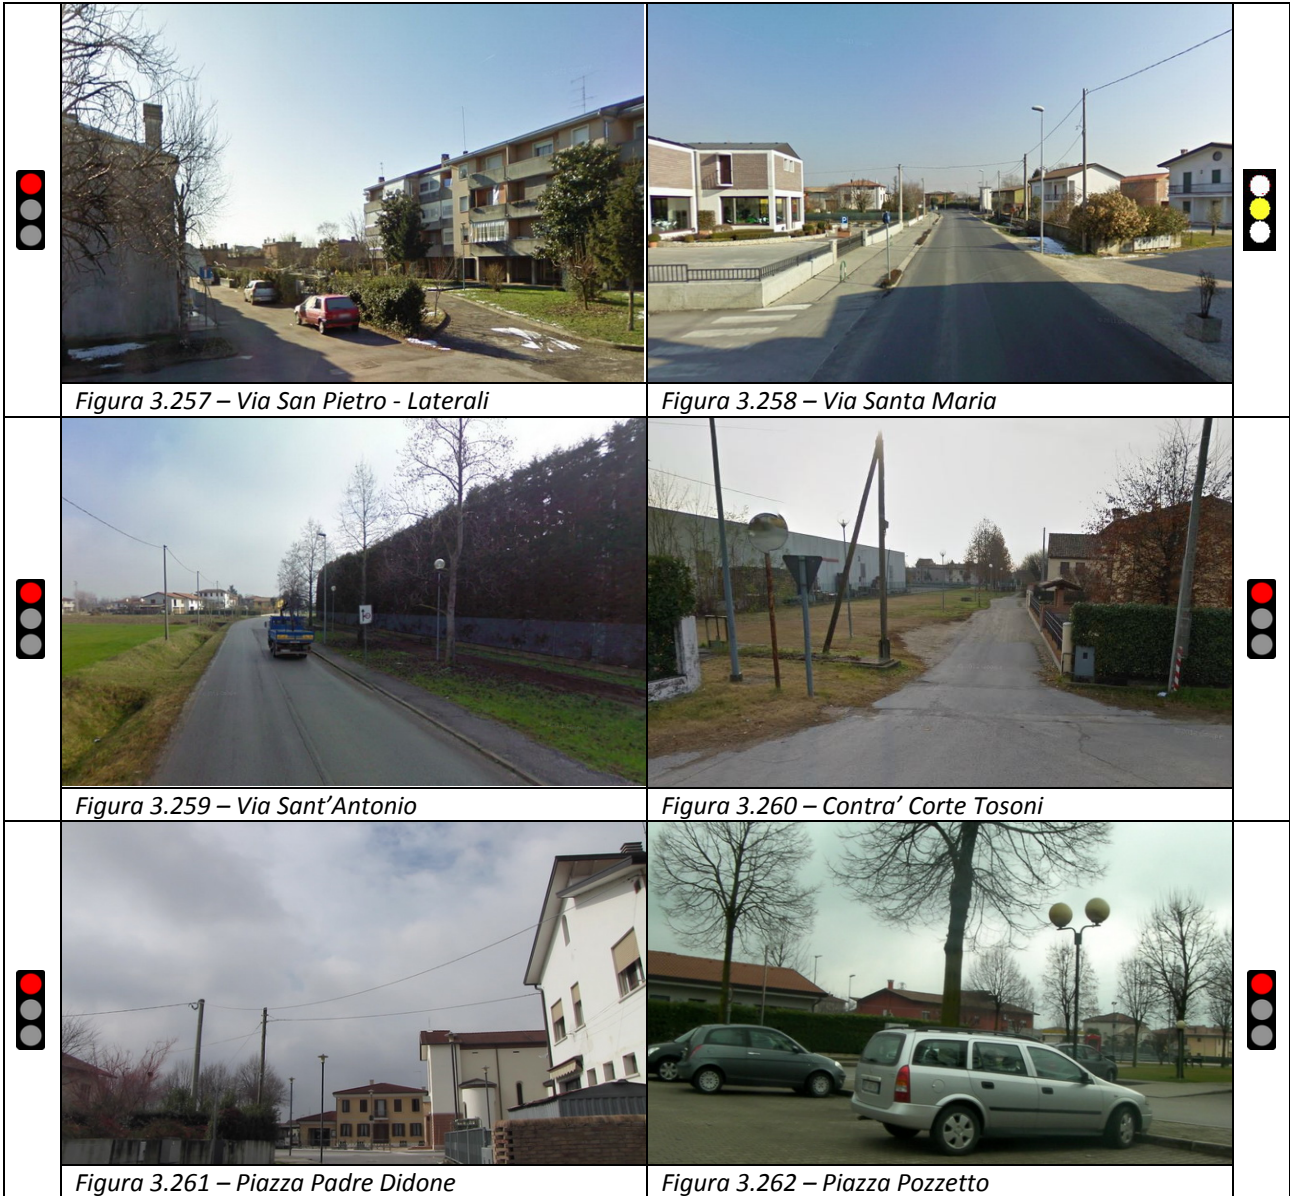 Figura 3.257 – Via San Pietro - Laterali
Figura 3.258 – Via Santa Maria
Figura 3.259 – Via Sant’Antonio
Figura 3.260 – Contra’ Corte Tosoni
Figura 3.261 – Piazza Padre Didone
Figura 3.262 – Piazza Pozzetto